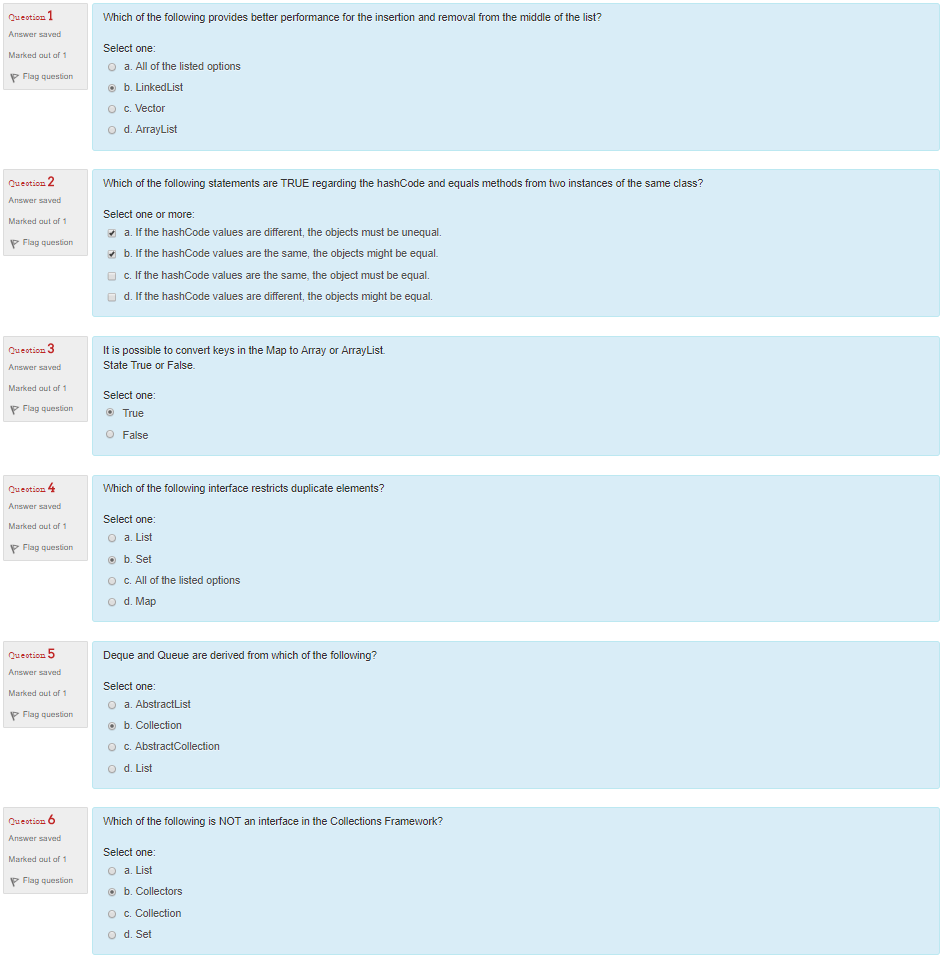 Question 1
Answer saved
Marked out of 1
Flag question
Which of the following provides better performance for the insertion and removal from the middle of the list?
Select one:
a. All of the listed options
b. LinkedList
c. Vector
d. ArrayList
Question 2
Answer saved
Marked out of 1
Flag question
Which of the following statements are TRUE regarding the hashCode and equals methods from two instances of the same class?
Select one or more:
a. If the hashCode values are different, the objects must be unequal.
b. If the hashCode values are the same, the objects might be equal.
c. If the hashCode values are the same, the object must be equal.
d. If the hashCode values are different, the objects might be equal.
Question 3
Answer saved
Marked out of 1
Flag question
It is possible to convert keys in the Map to Array or ArrayList.
State True or False.
Select one:
True
False
Question 4
Answer saved
Marked out of 1
Flag question
Which of the following interface restricts duplicate elements?
Select one:
a. List
b. Set
c. All of the listed options
d. Map
Question 5
Answer saved
Marked out of 1
Flag question
Deque and Queue are derived from which of the following?
Select one:
a. AbstractList
b. Collection
c. AbstractCollection
d. List
Question 6
Answer saved
Marked out of 1
Flag question
Which of the following is NOT an interface in the Collections Framework?
Select one:
a. List
b. Collectors
c. Collection
d. Set